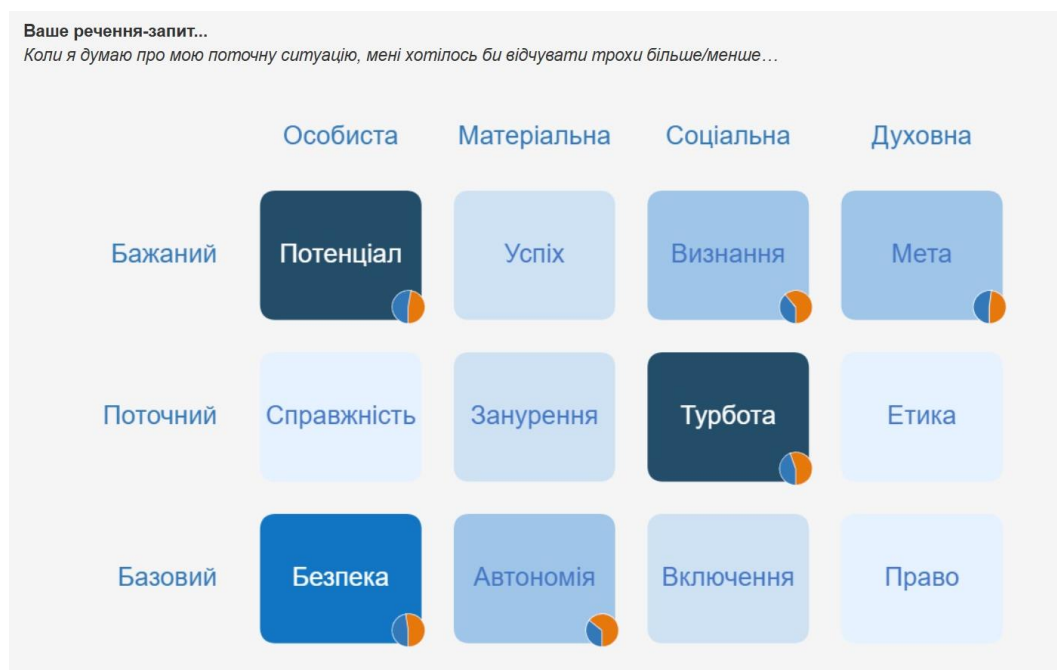 Ваше речення-запит...
Коли я думаю про мою поточну ситуацію, мені хотілось би відчувати трохи більше/менше…
Особиста Матеріальна Соціальна Духовна
Бажаний Потенціал Успіх Визнання Мета
Поточний Справжність Занурення Турбота Етика
Базовий Безпека Автономія Включення Право